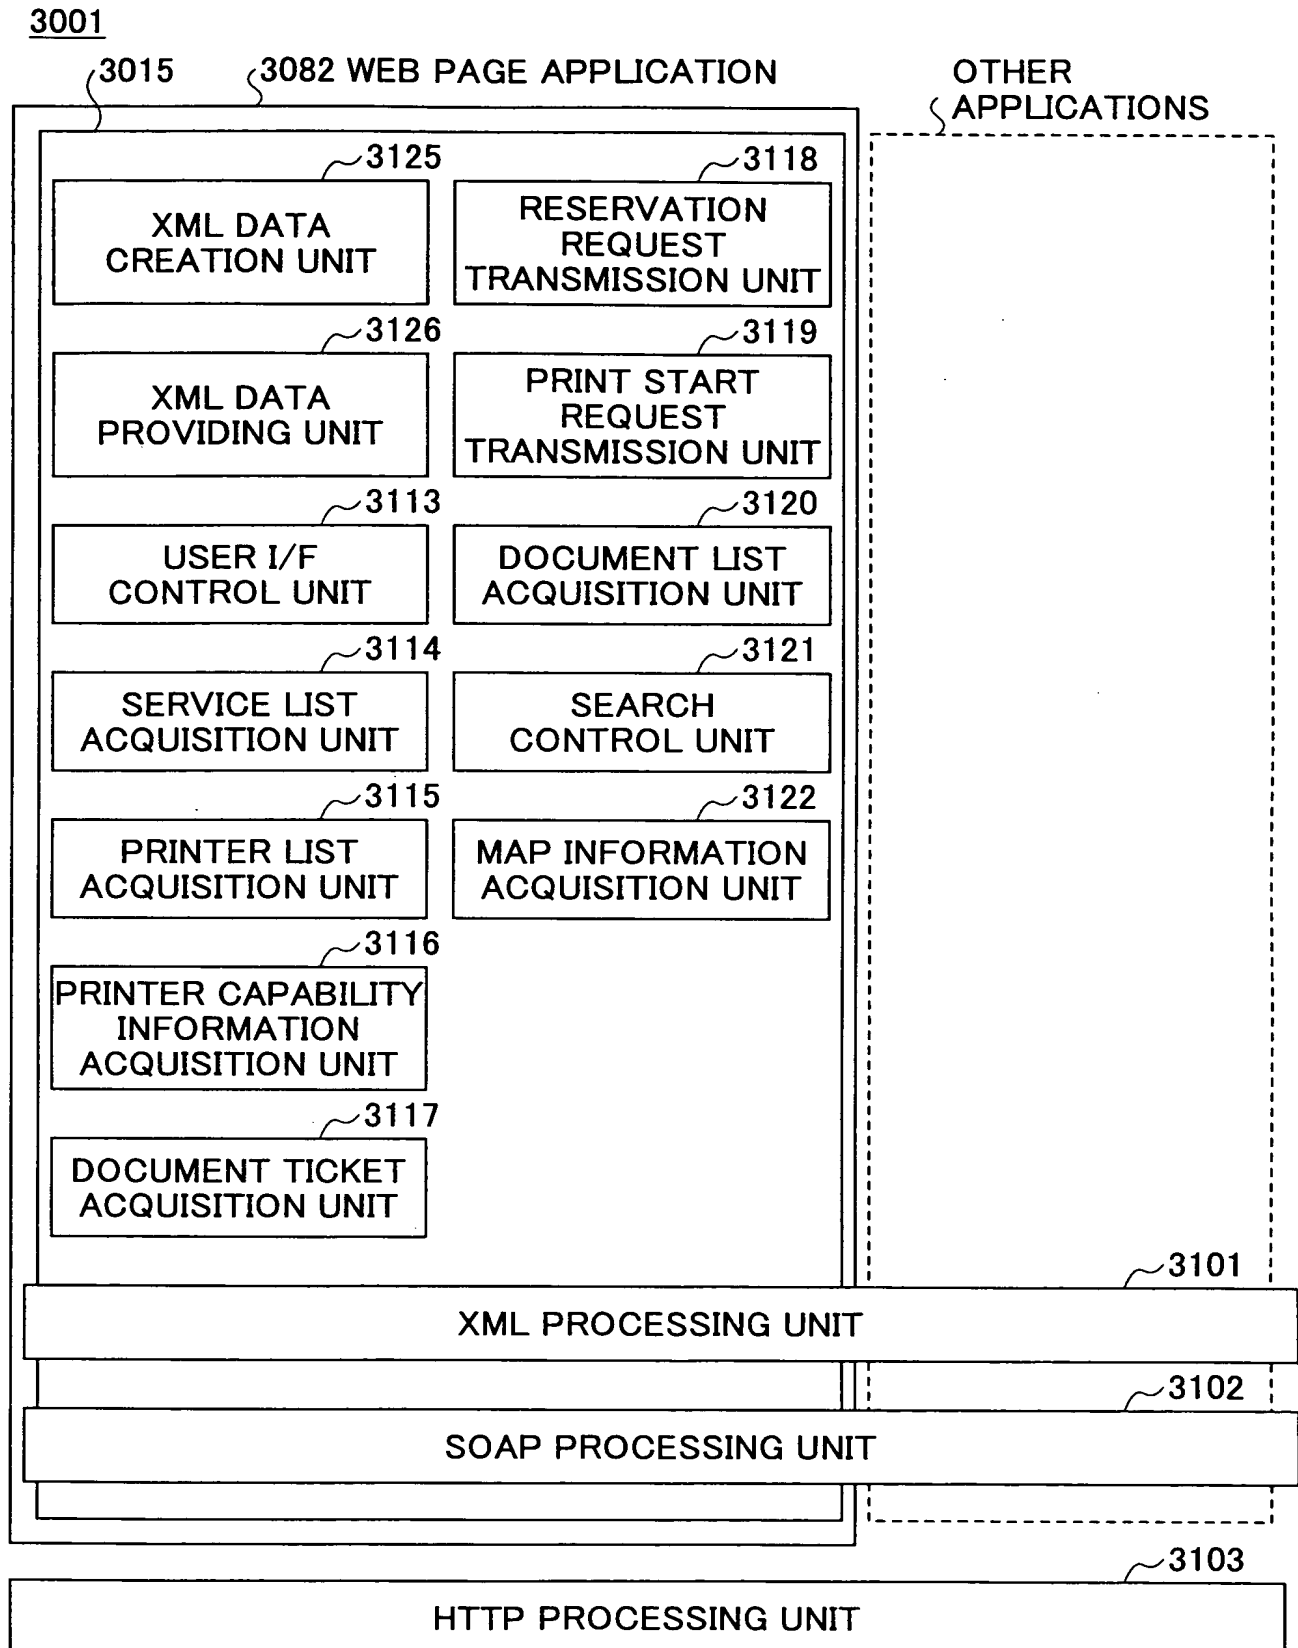 3001
3015
3082 WEB PAGE APPLICATION
OTHER
APPLICATIONS
3125
XML DATA
CREATION UNIT
3118
RESERVATION
REQUEST
TRANSMISSION UNIT
3126
XML DATA
PROVIDING UNIT
3119
PRINT START
REQUEST
TRANSMISSION UNIT
3113
USER I/F
CONTROL UNIT
3120
DOCUMENT LIST
ACQUISITION UNIT
3114
SERVICE LIST
ACQUISITION UNIT
3121
SEARCH
CONTROL UNIT
3115
PRINTER LIST
ACQUISITION UNIT
3122
MAP INFORMATION
ACQUISITION UNIT
3116
PRINTER CAPABILITY
INFORMATION
ACQUISITION UNIT
3117
DOCUMENT TICKET
ACQUISITION UNIT
3101
XML PROCESSING UNIT
3102
SOAP PROCESSING UNIT
3103
HTTP PROCESSING UNIT